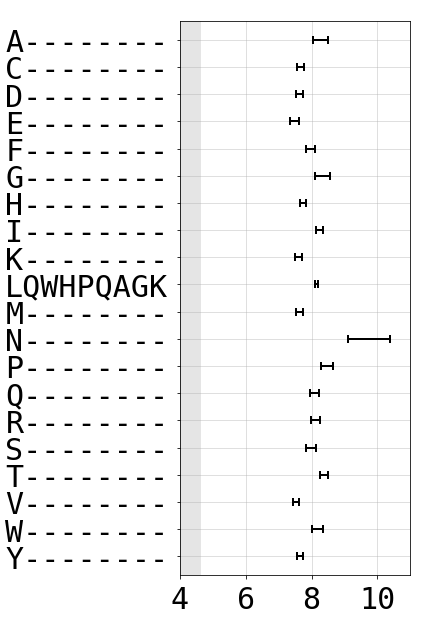 A--------
C--------
D--------
E--------
F--------
G--------
H--------
I--------
K--------
LQWHPQAGK
M--------
N--------
P--------
Q--------
R--------
S--------
T--------
V--------
W--------
Y--------
4 6 8 10